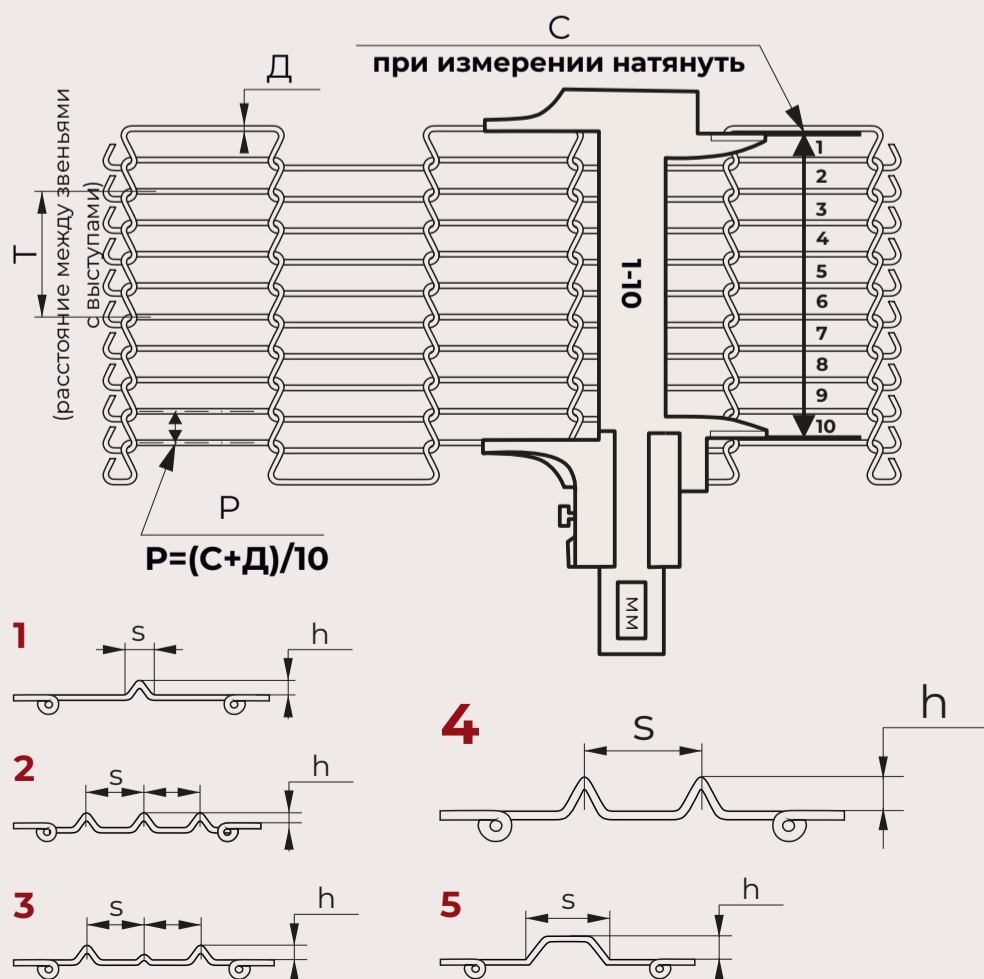 С
при измерении натянуть
Д
Т
(расстояние между звеньями
с выступами)
1
2
3
4
5
6
7
8
9
10
1-10
Р
Р=(С+Д)/10
ММ
1
s
h
2
s
h
3
s
h
4
s
h
5
s
h